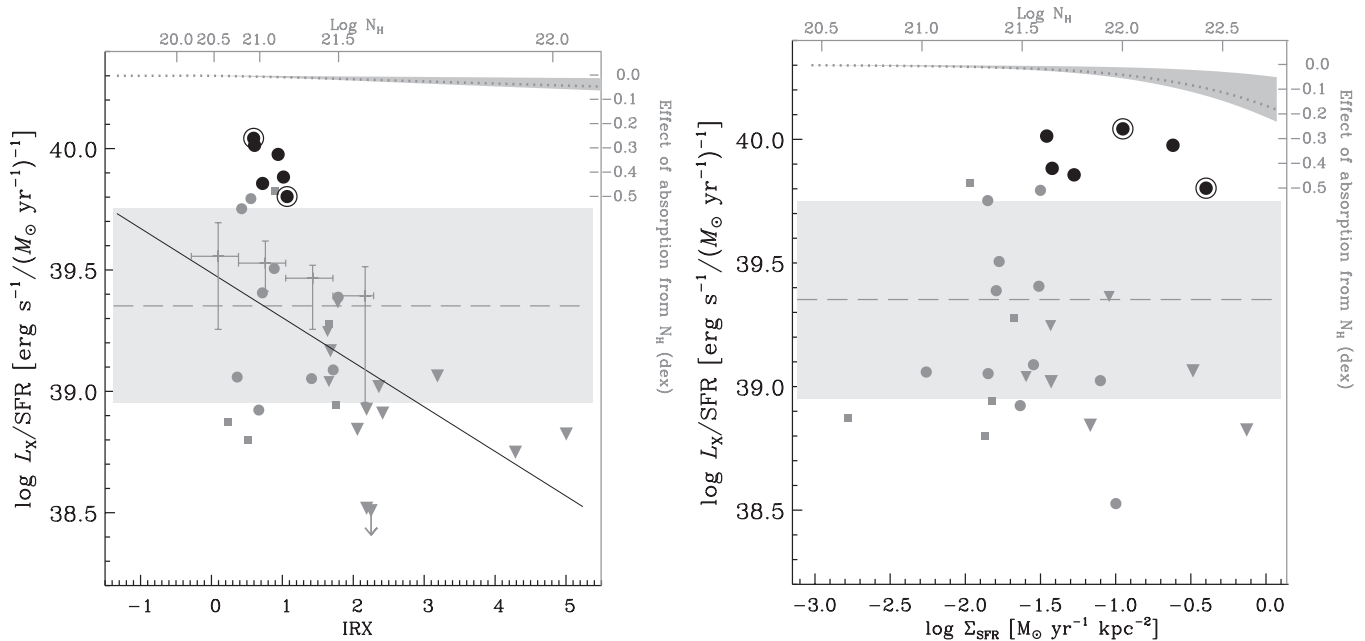 Log N_H
20.0 20.5 21.0 21.5 22.0
log L_X/SFR [erg s⁻¹/(M⊙ yr⁻¹)⁻¹]
40.0
39.5
39.0
38.5
0.0
−0.1
−0.2
−0.3
−0.4
−0.5
Effect of absorption from N_H (dex)
−1 0 1 2 3 4 5
IRX
Log N_H
20.5 21.0 21.5 22.0 22.5
log L_X/SFR [erg s⁻¹/(M⊙ yr⁻¹)⁻¹]
40.0
39.5
39.0
38.5
0.0
−0.1
−0.2
−0.3
−0.4
−0.5
Effect of absorption from N_H (dex)
−3.0 −2.5 −2.0 −1.5 −1.0 −0.5 0.0
log Σ_SFR [M⊙ yr⁻¹ kpc⁻²]